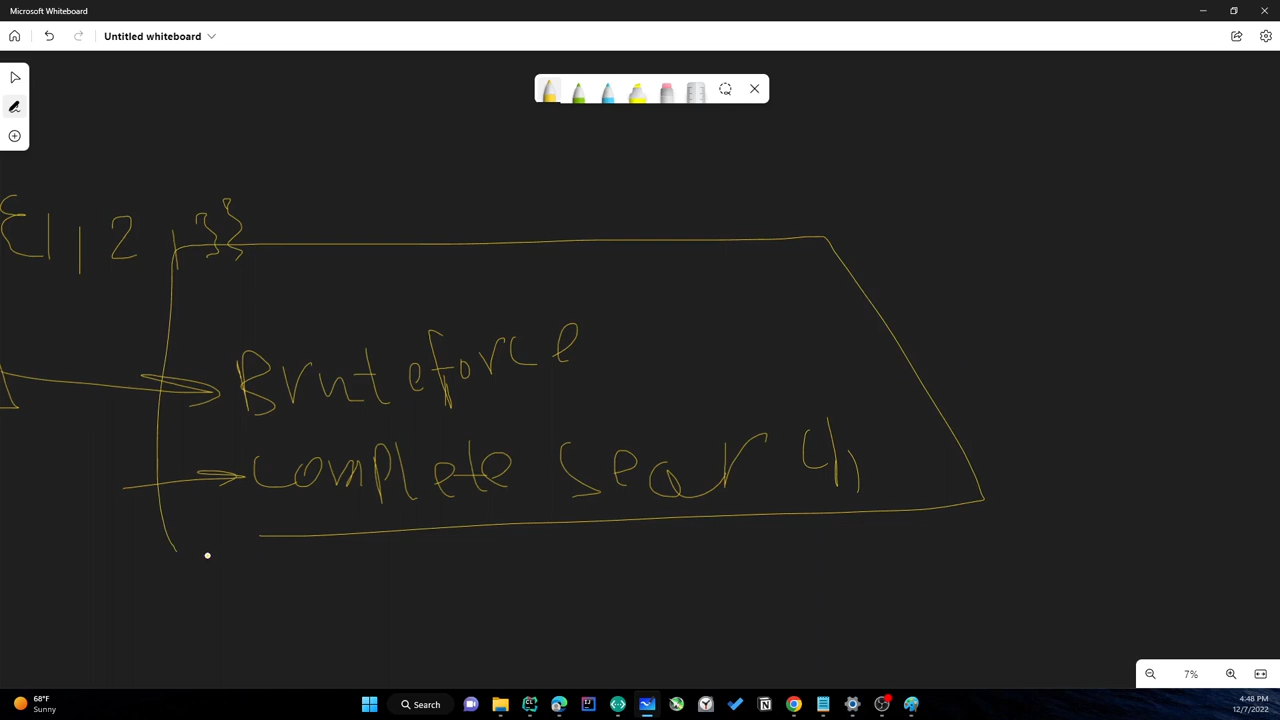 Microsoft Whiteboard
Untitled whiteboard
{1, 2, 3}
Bruteforce
complete search
7%
68°F
Sunny
Search
4:48 PM
12/7/2022